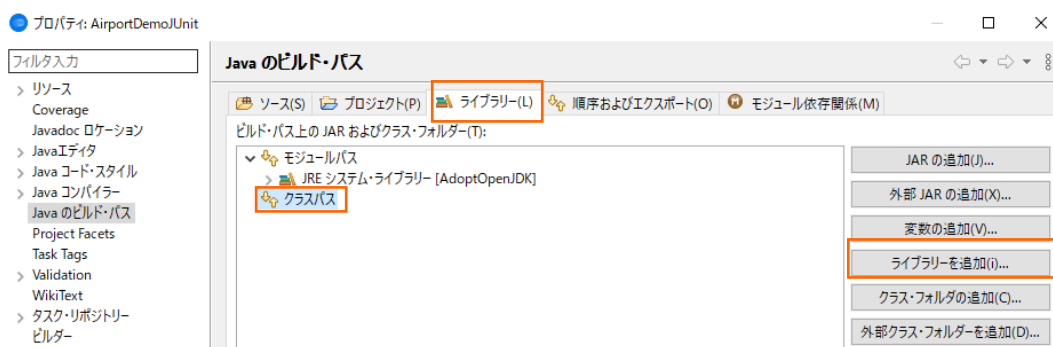 プロパティ: AirportDemoJUnit
フィルタ入力
リソース
Coverage
Javadoc ロケーション
Javaエディタ
Java コード・スタイル
Java コンパイラー
Java のビルド・パス
Project Facets
Task Tags
Validation
WikiText
タスク・リポジトリー
ビルダー
Java のビルド・パス
ソース(S) プロジェクト(P) ライブラリー(L) 順序およびエクスポート(O) モジュール依存関係(M)
ビルド・パス上の JAR およびクラス・フォルダー(T):
モジュールパス
JRE システム・ライブラリー [AdoptOpenJDK]
クラスパス
JAR の追加(J)...
外部 JAR の追加(X)...
変数の追加(V)...
ライブラリーを追加(i)...
クラス・フォルダの追加(C)...
外部クラス・フォルダーを追加(D)...